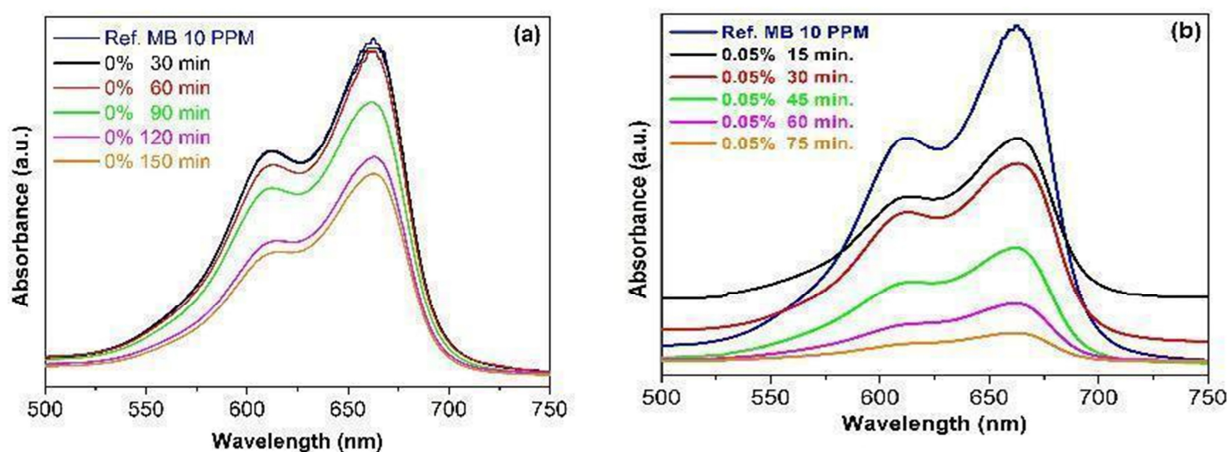 (a)
Ref. MB 10 PPM
0% 30 min
0% 60 min
0% 90 min
0% 120 min
0% 150 min
Absorbance (a.u.)
500 550 600 650 700 750
Wavelength (nm)
(b)
Ref. MB 10 PPM
0.05% 15 min.
0.05% 30 min.
0.05% 45 min.
0.05% 60 min.
0.05% 75 min.
Absorbance (a.u.)
500 550 600 650 700 750
Wavelength (nm)